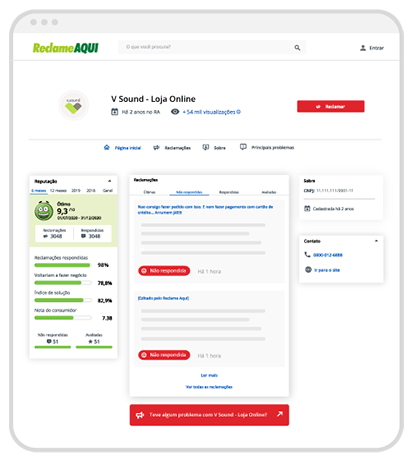 ReclameAQUI
O que você procura?
Entrar
V Sound - Loja Online
Há 2 anos no RA
+ 54 mil visualizações
Reclamar
Página inicial
Reclamações
Sobre
Principais problemas
Reputação
6 meses 12 meses 2019 2018 Geral
Ótimo
9,3 /10
01/07/2020 - 31/12/2020
Reclamações
3048
Respondidas
3048
Reclamações respondidas
98%
Voltariam a fazer negócio
78,8%
Índice de solução
82,9%
Nota do consumidor
7.38
Não respondidas
51
Avaliadas
51
Reclamações
Últimas Não respondidas Respondidas Avaliadas
Nao consigo fazer pedido com isso. E nem fazer pagamento com cartão de
crédito... Arrumem já!!!!
Não respondida
Há 1 hora
[Editado pelo Reclame Aqui]
Não respondida
Há 1 hora
Ler mais
Ver todas as reclamações
Sobre
CNPJ: 11.111.111/0001-11
Cadastrada há 2 anos
Contato
0800-012-6888
Ir para o site
Teve algum problema com V Sound - Loja Online?